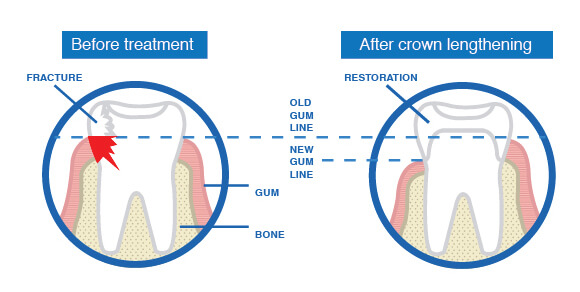 Before treatment
After crown lengthening
FRACTURE
RESTORATION
OLD
GUM
LINE
NEW
GUM
LINE
GUM
BONE